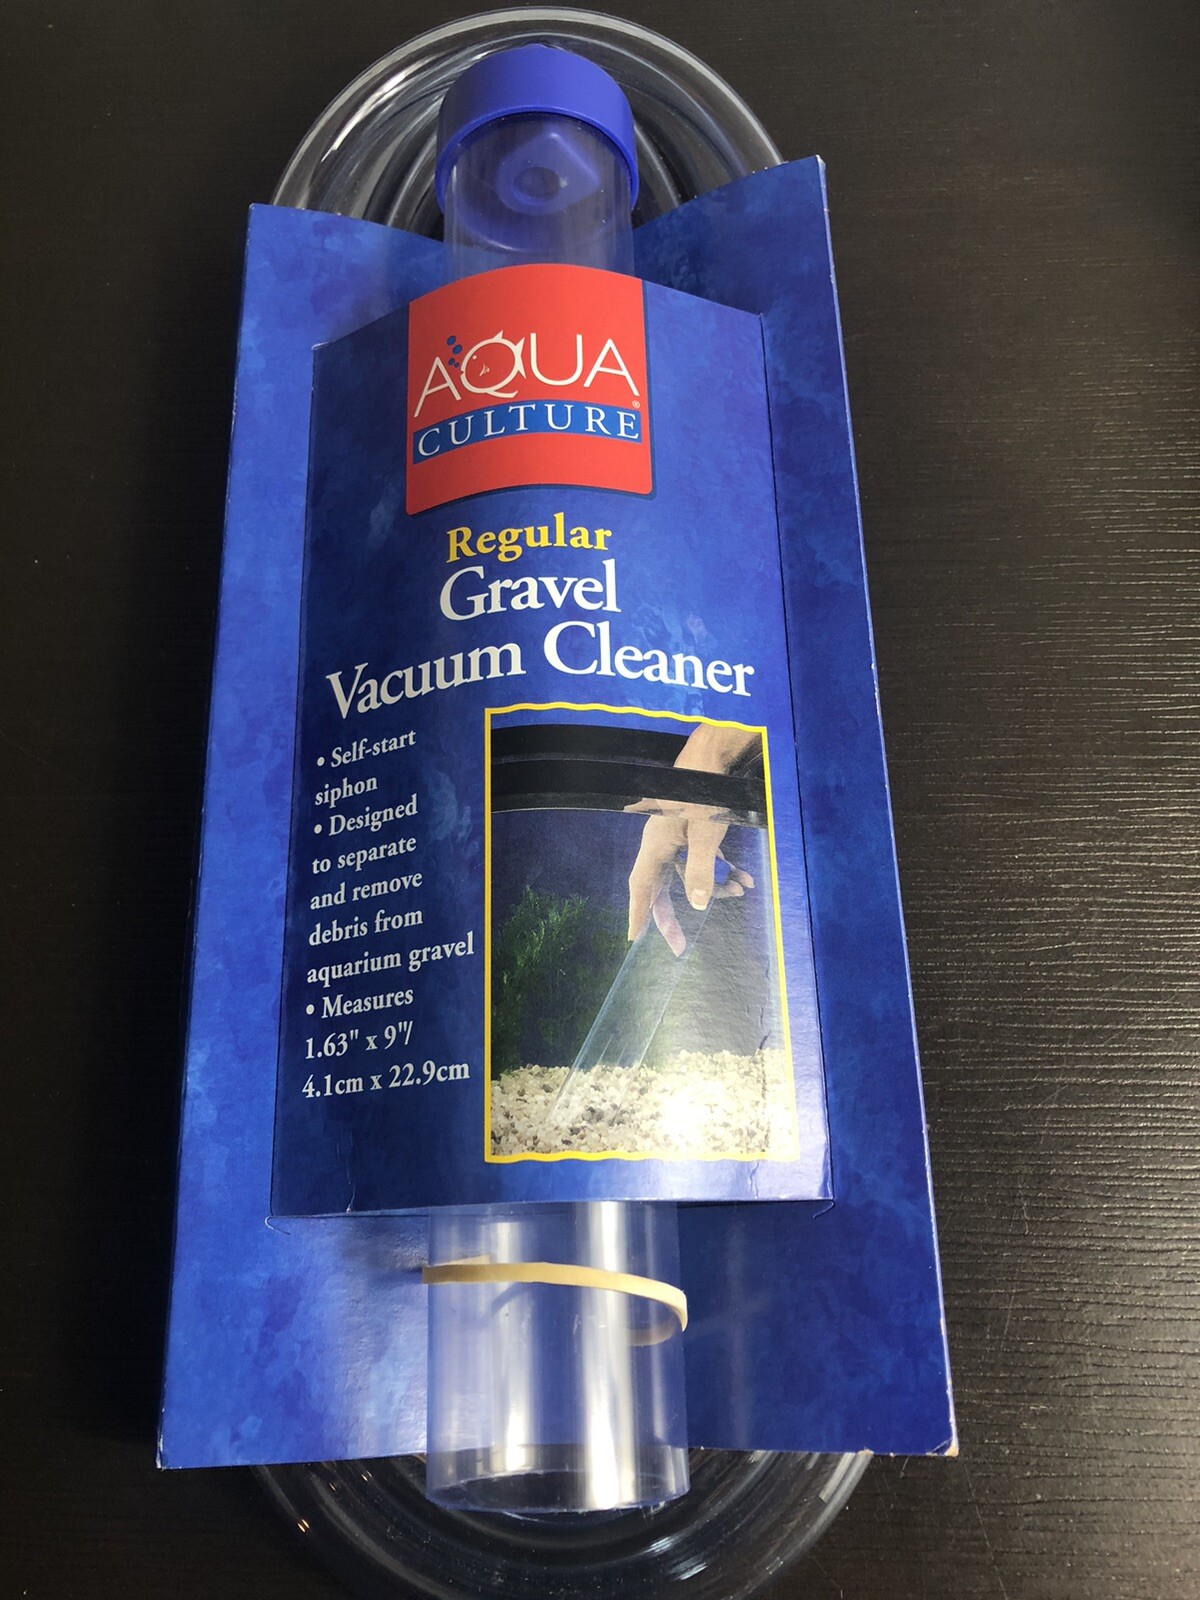 AQUA
CULTURE®
Regular
Gravel
Vacuum Cleaner
• Self-start
siphon
• Designed
to separate
and remove
debris from
aquarium gravel
• Measures
1.63" x 9"/
4.1cm x 22.9cm